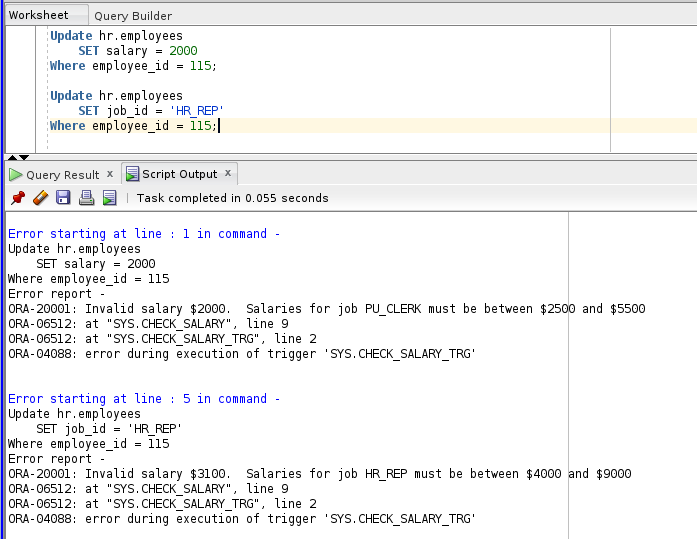 Worksheet Query Builder
Update hr.employees
SET salary = 2000
Where employee_id = 115;
Update hr.employees
SET job_id = 'HR_REP'
Where employee_id = 115;
Query Result x Script Output x
Task completed in 0.055 seconds
Error starting at line : 1 in command -
Update hr.employees
SET salary = 2000
Where employee_id = 115
Error report -
ORA-20001: Invalid salary $2000.  Salaries for job PU_CLERK must be between $2500 and $5500
ORA-06512: at "SYS.CHECK_SALARY", line 9
ORA-06512: at "SYS.CHECK_SALARY_TRG", line 2
ORA-04088: error during execution of trigger 'SYS.CHECK_SALARY_TRG'
Error starting at line : 5 in command -
Update hr.employees
SET job_id = 'HR_REP'
Where employee_id = 115
Error report -
ORA-20001: Invalid salary $3100.  Salaries for job HR_REP must be between $4000 and $9000
ORA-06512: at "SYS.CHECK_SALARY", line 9
ORA-06512: at "SYS.CHECK_SALARY_TRG", line 2
ORA-04088: error during execution of trigger 'SYS.CHECK_SALARY_TRG'